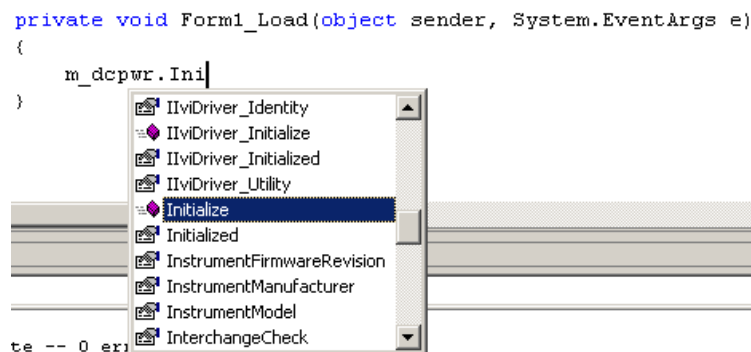 private void Form1_Load(object sender, System.EventArgs e)
{
m_dcpwr.Ini
}
IIviDriver_Identity
IIviDriver_Initialize
IIviDriver_Initialized
IIviDriver_Utility
Initialize
Initialized
InstrumentFirmwareRevision
InstrumentManufacturer
InstrumentModel
InterchangeCheck
te -- 0 er